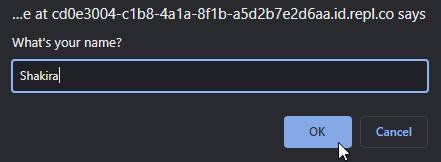 ...e at cd0e3004-c1b8-4a1a-8f1b-a5d2b7e2d6aa.id.repl.co says
What's your name?
Shakira
OK Cancel